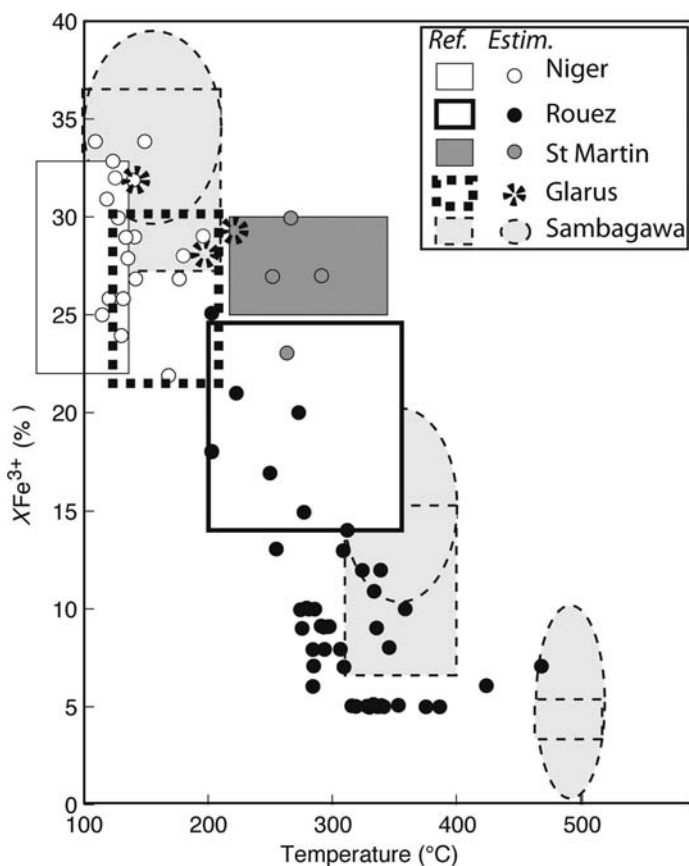 40
35
30
25
20
15
10
5
0
XFe3+ (%)
100 200 300 400 500
Temperature (°C)
Ref. Estim.
Niger
Rouez
St Martin
Glarus
Sambagawa